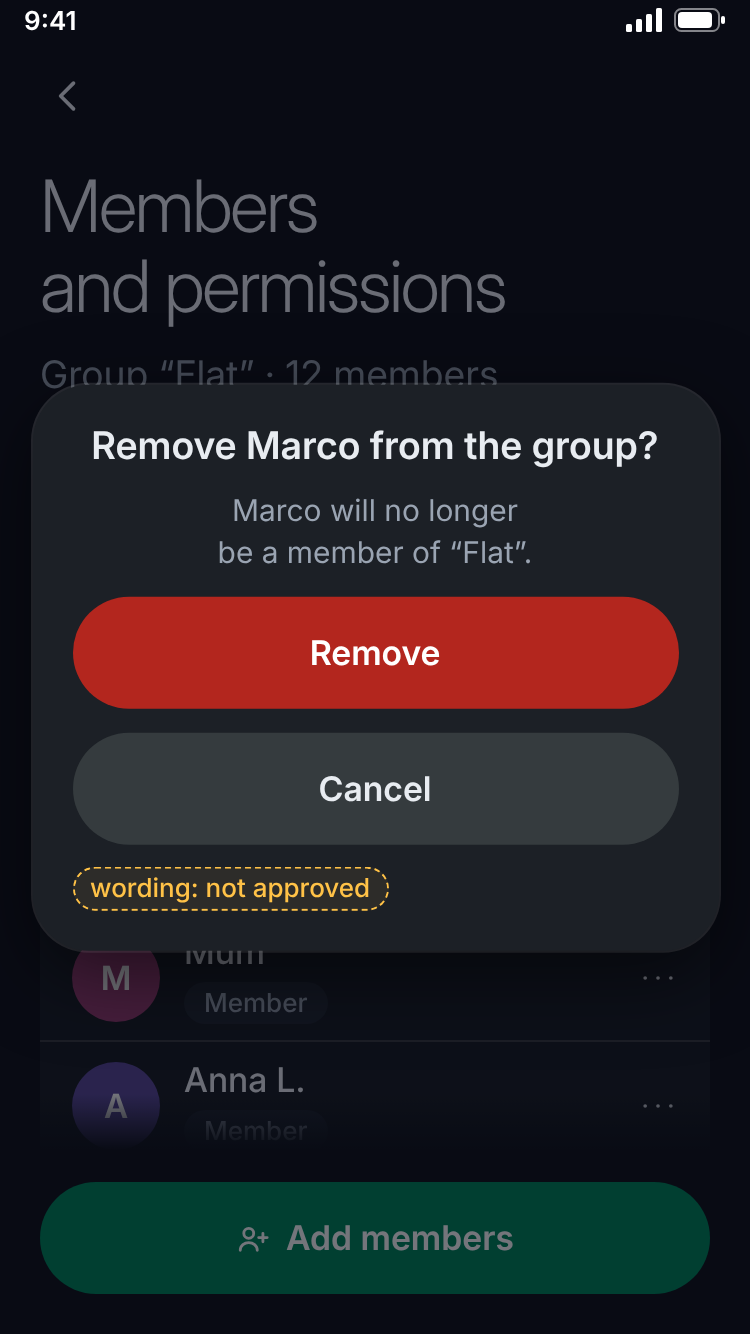 9:41
Members
and permissions
Group “Flat” · 12 members
Remove Marco from the group?
Marco will no longer
be a member of “Flat”.
Remove
Cancel
wording: not approved
M
Mum
Member
A
Anna L.
Member
Add members